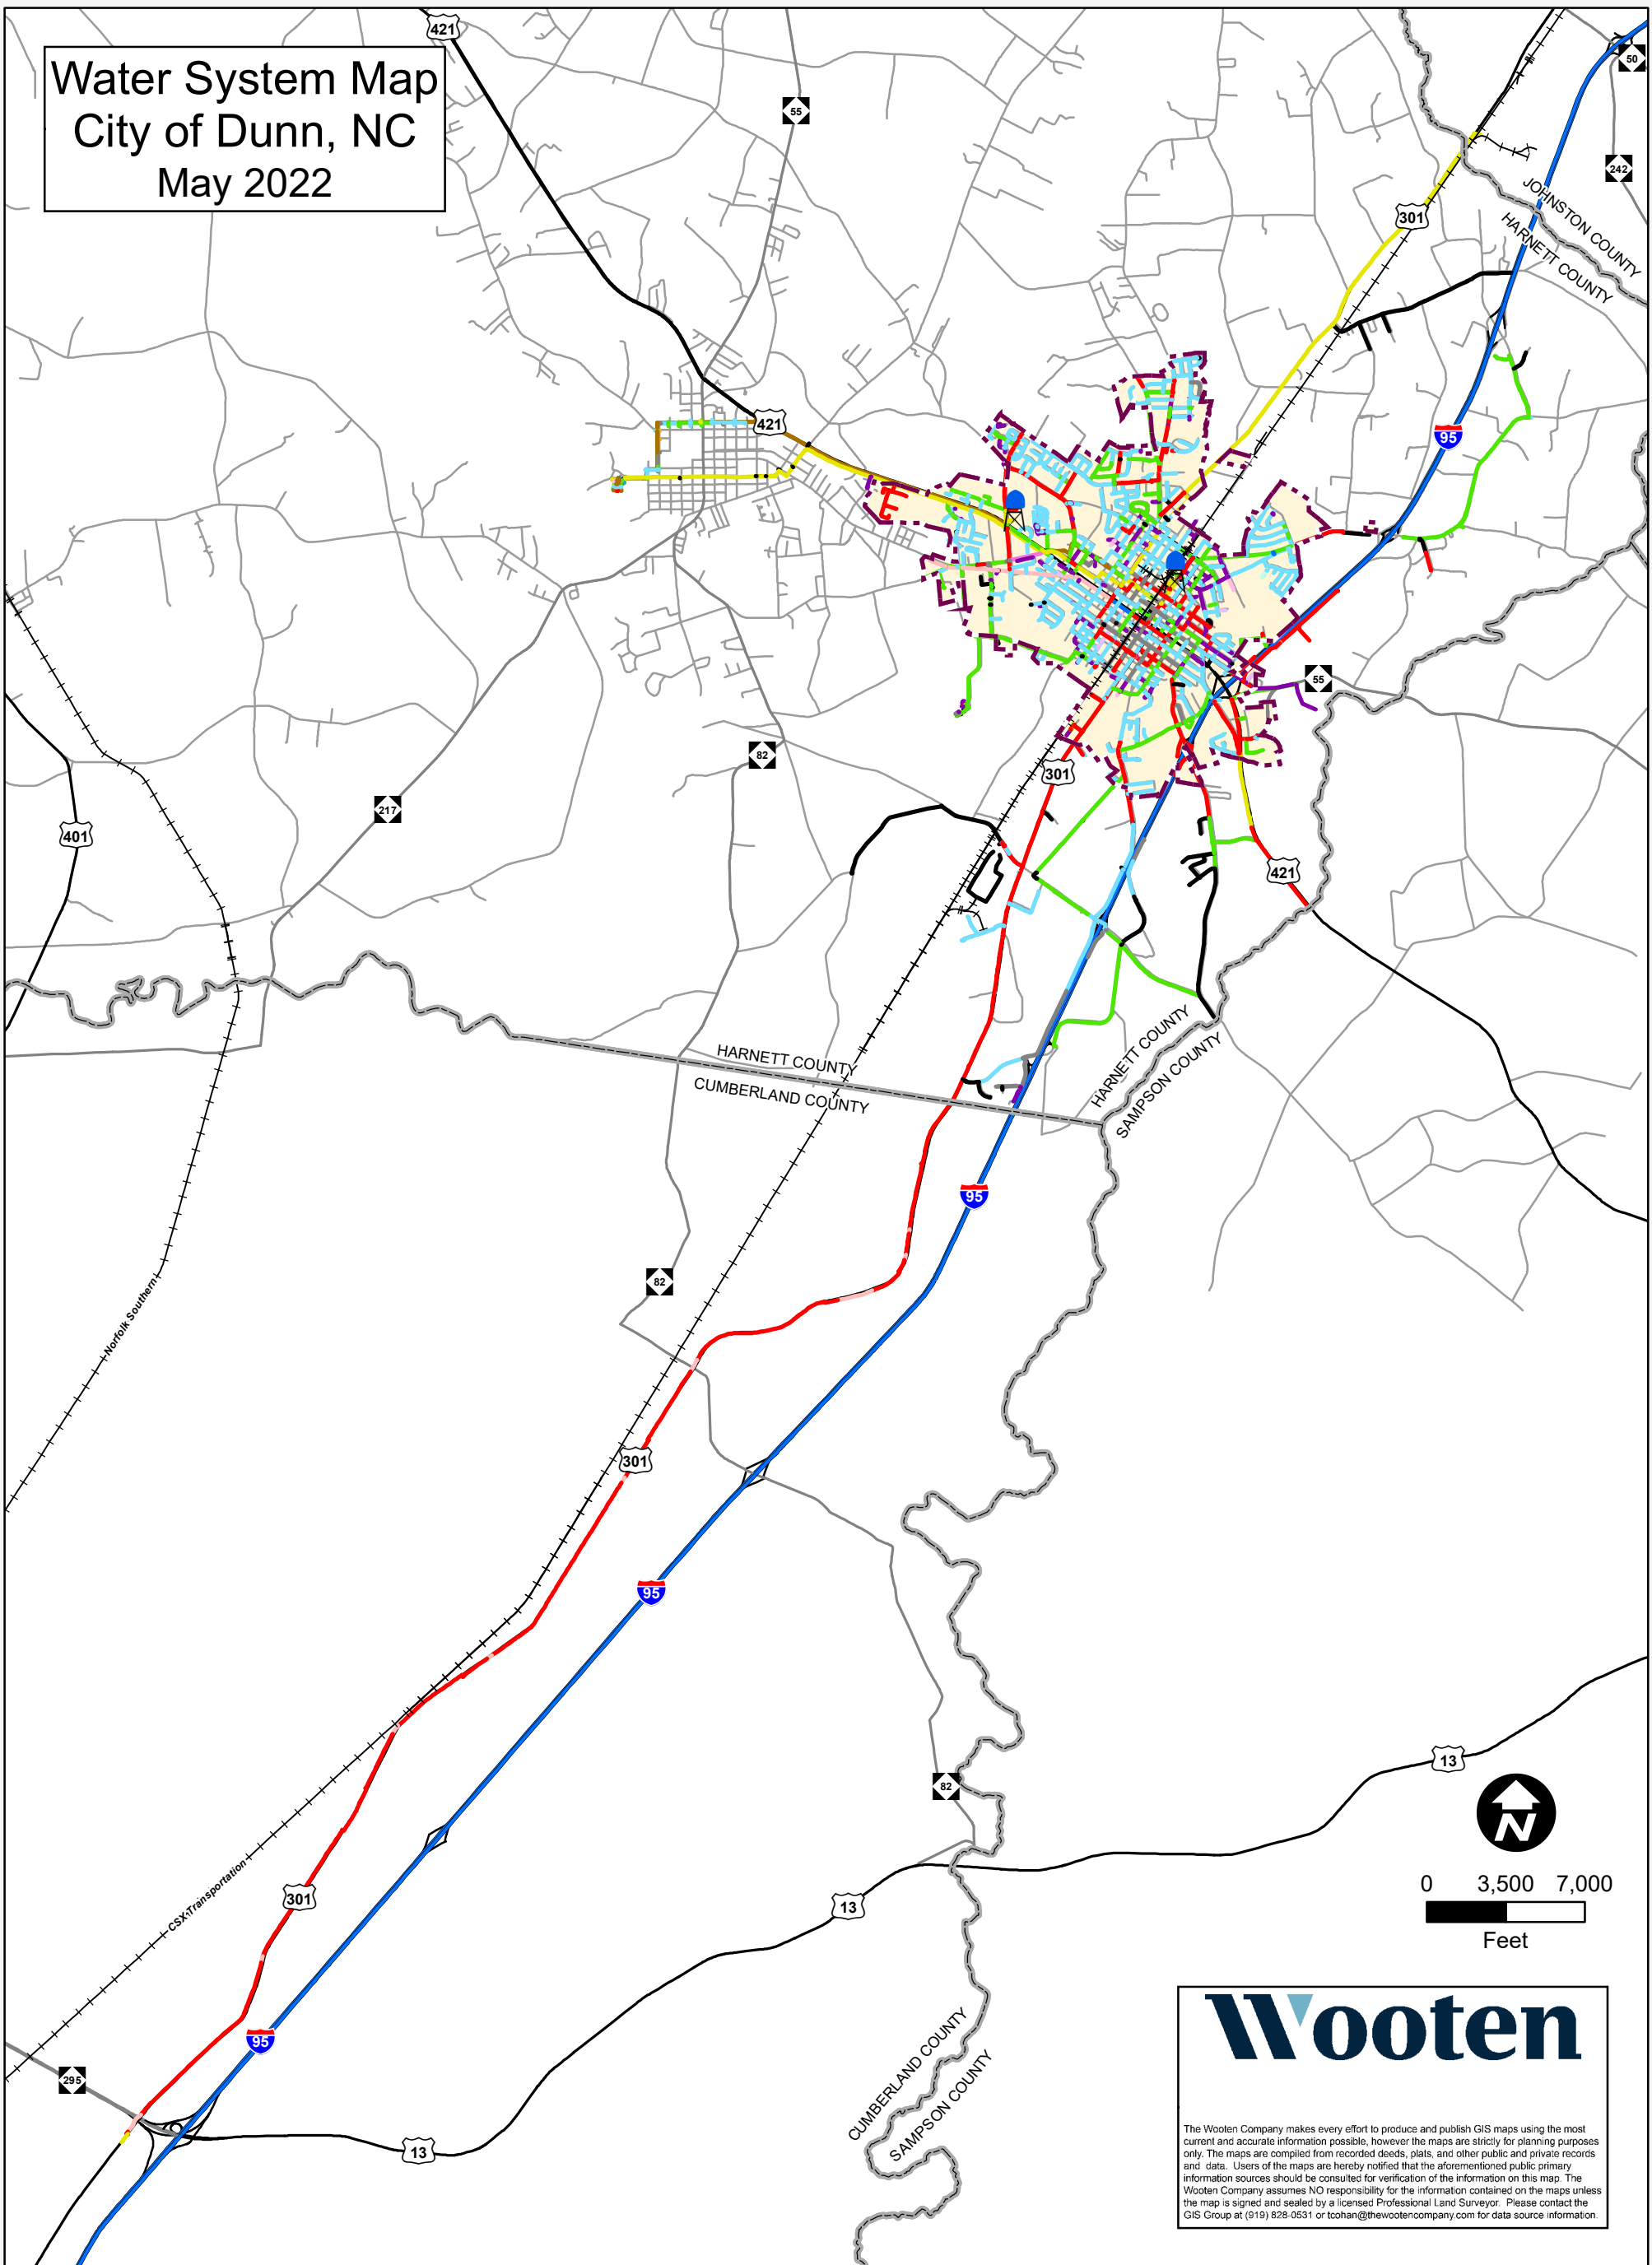 Water System Map
City of Dunn, NC
May 2022
421
55
50
242
301
JOHNSTON COUNTY
HARNETT COUNTY
421
95
55
82
301
217
401
421
HARNETT COUNTY
CUMBERLAND COUNTY
HARNETT COUNTY
SAMPSON COUNTY
95
82
Norfolk Southern
301
95
13
82
CSX Transportation
301
13
0 3,500 7,000
Feet
N
95
295
13
CUMBERLAND COUNTY
SAMPSON COUNTY
Wooten
The Wooten Company makes every effort to produce and publish GIS maps using the most
current and accurate information possible, however the maps are strictly for planning purposes
only. The maps are compiled from recorded deeds, plats, and other public and private records
and data. Users of the maps are hereby notified that the aforementioned public primary
information sources should be consulted for verification of the information on this map. The
Wooten Company assumes NO responsibility for the information contained on the maps unless
the map is signed and sealed by a licensed Professional Land Surveyor. Please contact the
GIS Group at (919) 828-0531 or tcohan@thewootencompany.com for data source information.